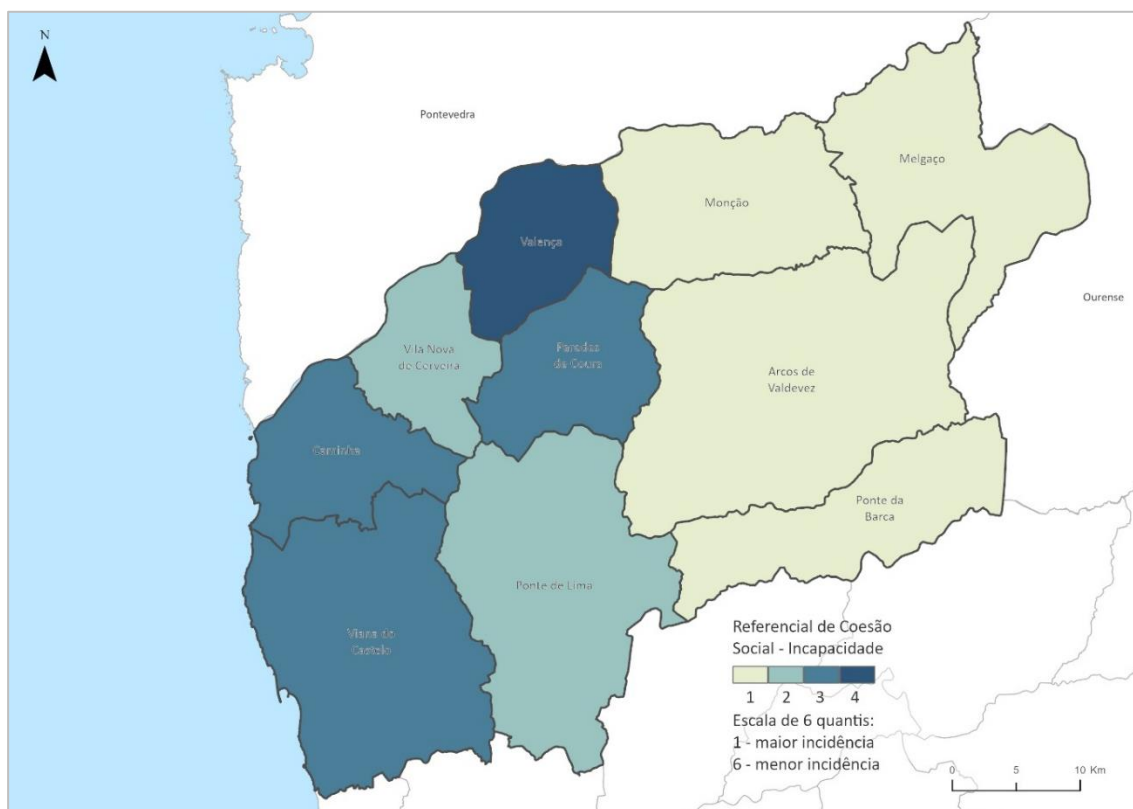 N
Pontevedra
Melgaço
Monção
Valença
Ourense
Vila Nova
de Cerveira
Paredes
de Coura
Arcos de
Valdevez
Caminha
Ponte da
Barca
Ponte de Lima
Viana do
Castelo
Referencial de Coesão
Social - Incapacidade
1 2 3 4
Escala de 6 quantis:
1 - maior incidência
6 - menor incidência
0 5 10 Km